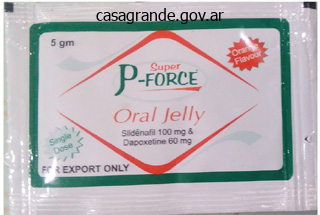 casagrande.gov.ar
5 gm
Orange
Flavour
Super
P-FORCE
Oral Jelly
Sildēnafil 100 mg &
Dapoxetine 60 mg
Single
Dose
FOR EXPORT ONLY